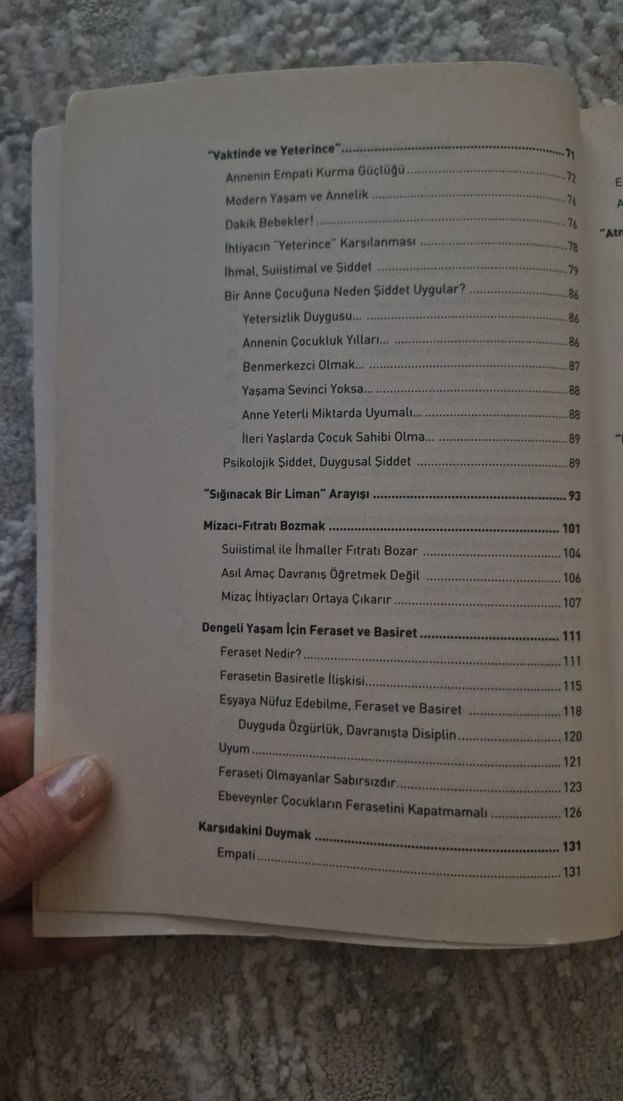 "Vaktinde ve Yeterince"........................................71
Annenin Empati Kurma Güçlüğü........................................72
Modern Yaşam ve Annelik........................................76
Dakik Bebekler!........................................76
İhtiyacın "Yeterince" Karşılanması........................................78
İhmal, Suiistimal ve Şiddet........................................79
Bir Anne Çocuğuna Neden Şiddet Uygular?........................................86
Yetersizlik Duygusu... ........................................86
Annenin Çocukluk Yılları... ........................................86
Benmerkezci Olmak... ........................................87
Yaşama Sevinci Yoksa... ........................................88
Anne Yeterli Miktarda Uyumalı... ........................................88
İleri Yaşlarda Çocuk Sahibi Olma... ........................................89
Psikolojik Şiddet, Duygusal Şiddet ........................................89
"Sığınacak Bir Liman" Arayışı........................................93
Mizacı-Fıtratı Bozmak........................................101
Suiistimal ile İhmaller Fıtratı Bozar........................................104
Asıl Amaç Davranış Öğretmek Değil........................................106
Mizaç İhtiyaçları Ortaya Çıkarır........................................107
Dengeli Yaşam İçin Feraset ve Basiret........................................111
Feraset Nedir?........................................111
Ferasetin Basiretle İlişkisi........................................115
Eşyaya Nüfuz Edebilme, Feraset ve Basiret........................................118
Duyguda Özgürlük, Davranışta Disiplin........................................120
Uyum........................................121
Feraseti Olmayanlar Sabırsızdır........................................123
Ebeveynler Çocukların Ferasetini Kapatmamalı........................................126
Karşıdakini Duymak........................................131
Empati........................................131